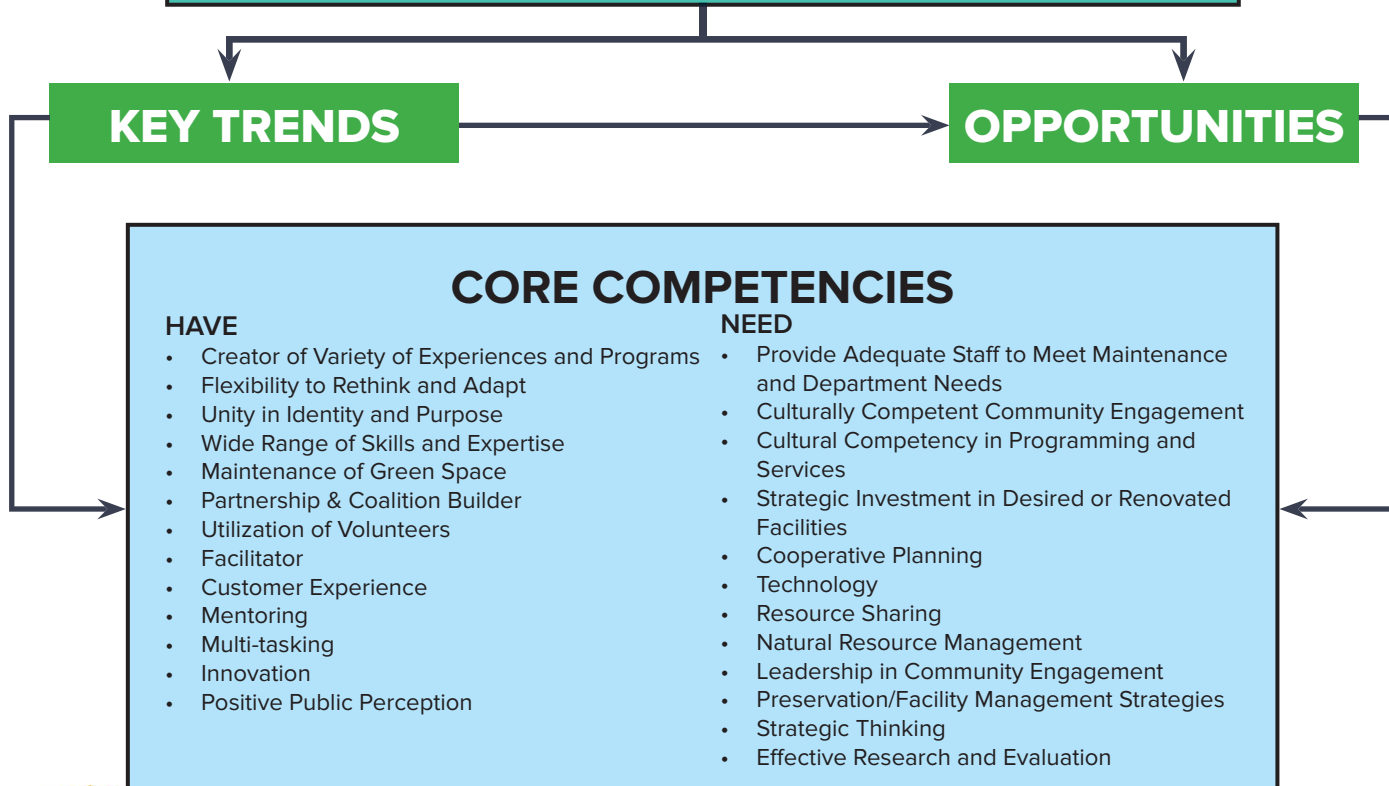 KEY TRENDS
OPPORTUNITIES
CORE COMPETENCIES
HAVE
• Creator of Variety of Experiences and Programs
• Flexibility to Rethink and Adapt
• Unity in Identity and Purpose
• Wide Range of Skills and Expertise
• Maintenance of Green Space
• Partnership & Coalition Builder
• Utilization of Volunteers
• Facilitator
• Customer Experience
• Mentoring
• Multi-tasking
• Innovation
• Positive Public Perception
NEED
• Provide Adequate Staff to Meet Maintenance
and Department Needs
• Culturally Competent Community Engagement
• Cultural Competency in Programming and
Services
• Strategic Investment in Desired or Renovated
Facilities
• Cooperative Planning
• Technology
• Resource Sharing
• Natural Resource Management
• Leadership in Community Engagement
• Preservation/Facility Management Strategies
• Strategic Thinking
• Effective Research and Evaluation